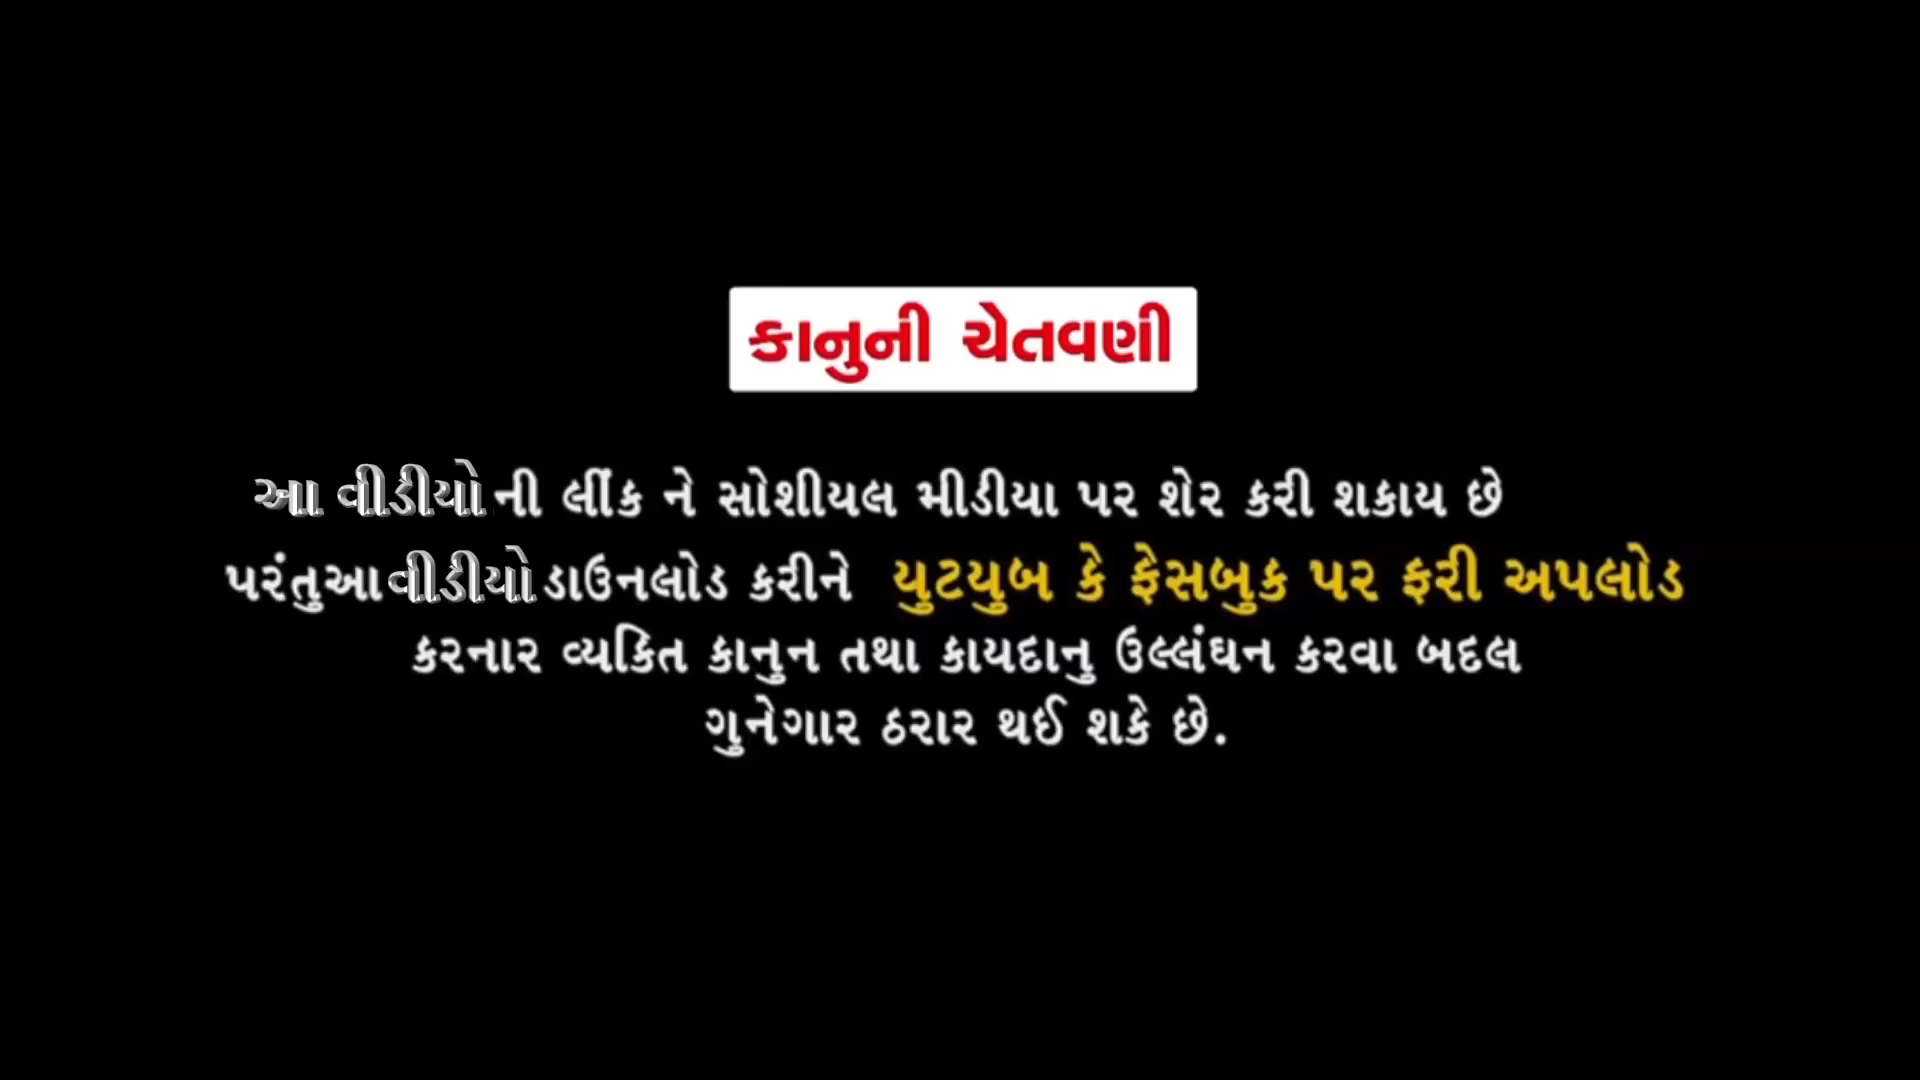 કાનુની ચેતવણી
આ વીડીયો ની લીંક ને સોશીયલ મીડીયા પર શેર કરી શકાય છે
પરંતુ આ વીડીયો ડાઉનલોડ કરીને યુટયુબ કે ફેસબુક પર ફરી અપલોડ
કરનાર વ્યકિત કાનુન તથા કાયદાનુ ઉલ્લંઘન કરવા બદલ
ગુનેગાર ઠરાર થઈ શકે છે.